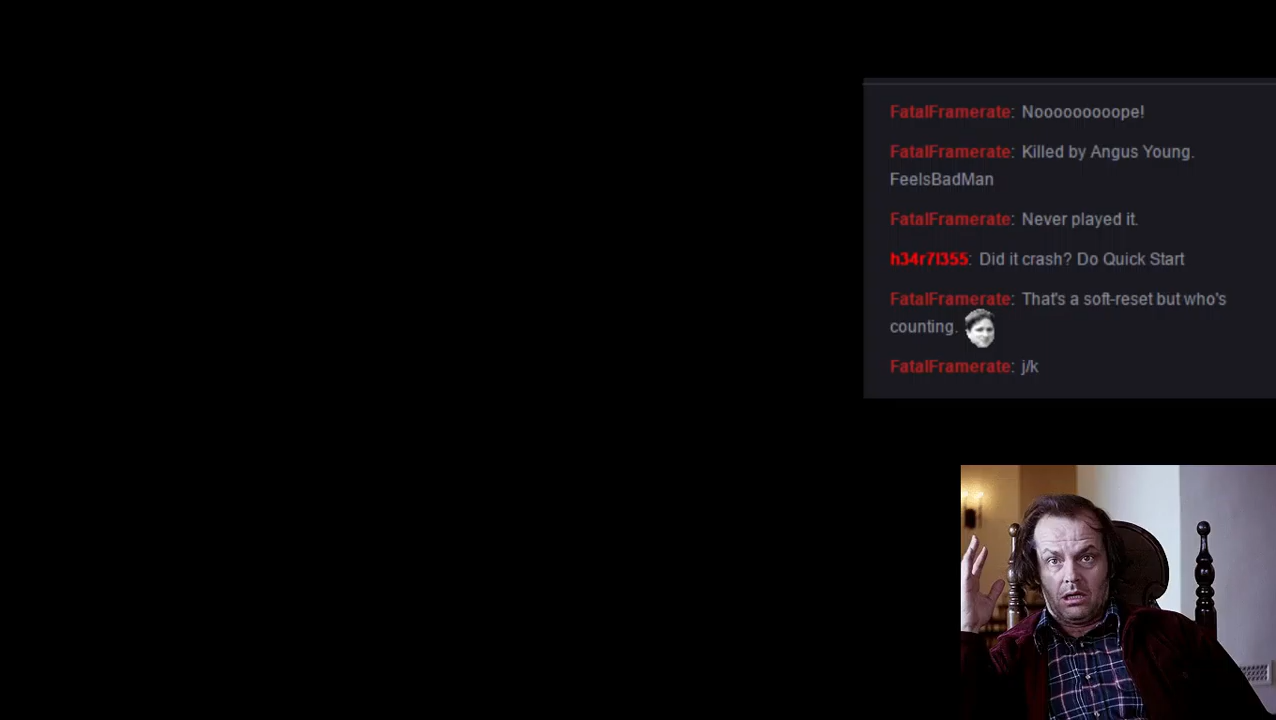 FatalFramerate: Nooooooooope!
FatalFramerate: Killed by Angus Young.
FeelsBadMan
FatalFramerate: Never played it.
h34r7l355: Did it crash? Do Quick Start
FatalFramerate: That's a soft-reset but who's
counting.
FatalFramerate: j/k